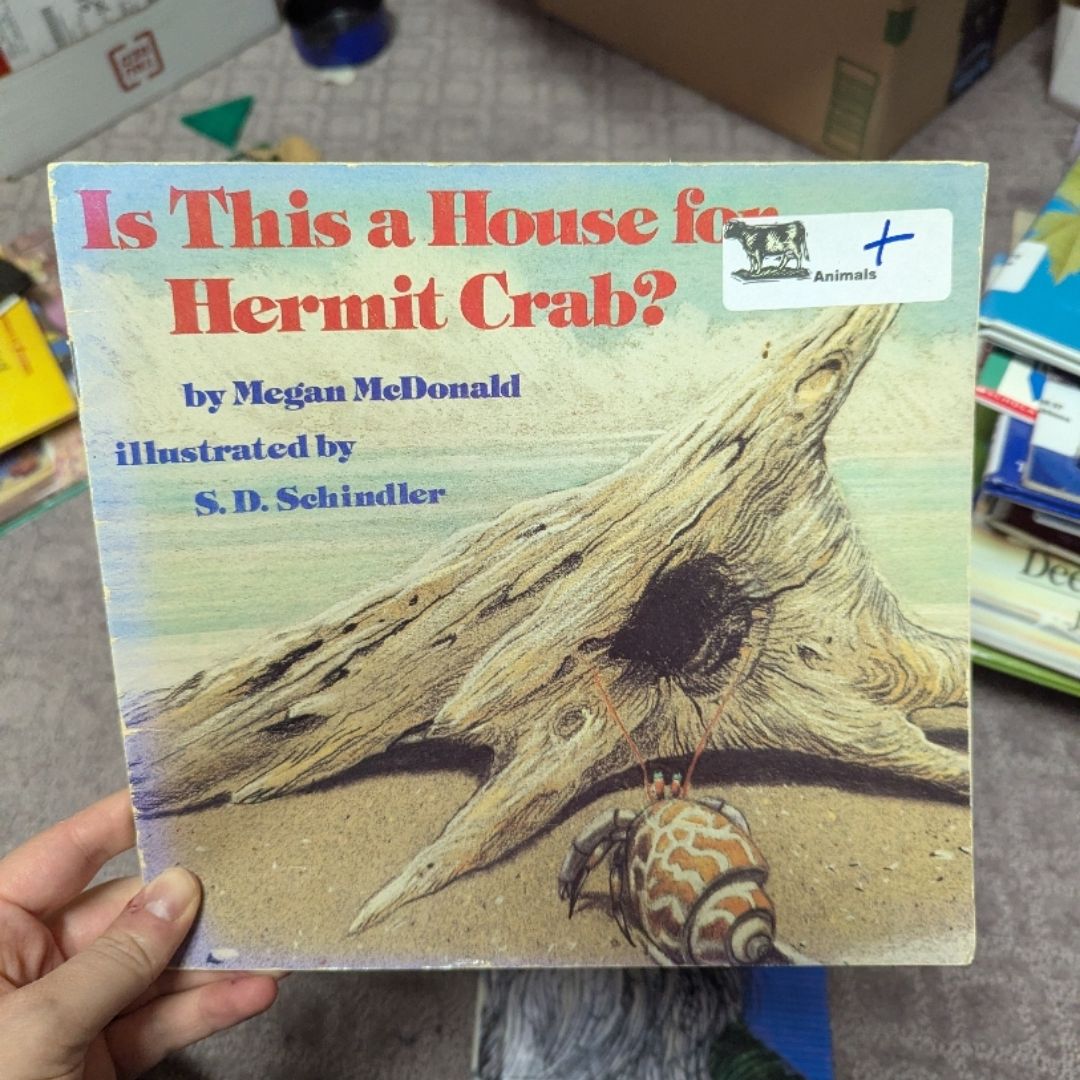 Is This a House for
Hermit Crab?
by Megan McDonald
illustrated by
S. D. Schindler
Animals +